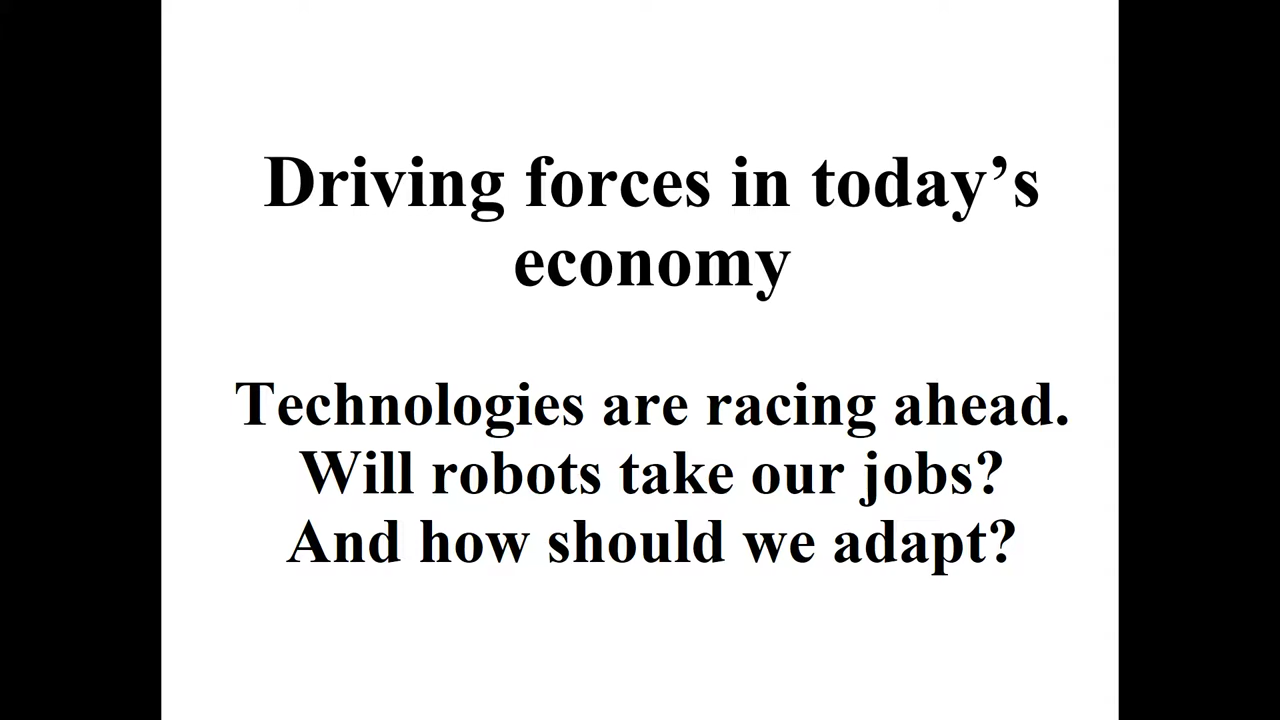 Driving forces in today’s
economy
Technologies are racing ahead.
Will robots take our jobs?
And how should we adapt?